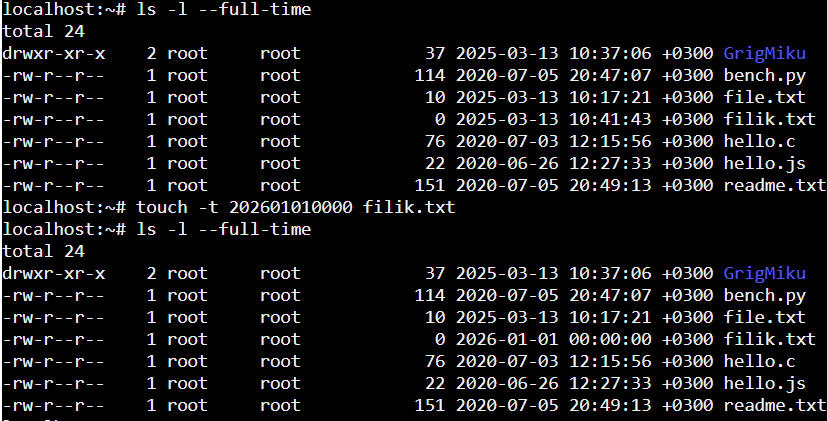 localhost:~# ls -l --full-time
total 24
drwxr-xr-x    2 root     root            37 2025-03-13 10:37:06 +0300 GrigMiku
-rw-r--r--    1 root     root           114 2020-07-05 20:47:07 +0300 bench.py
-rw-r--r--    1 root     root            10 2025-03-13 10:17:21 +0300 file.txt
-rw-r--r--    1 root     root             0 2025-03-13 10:41:43 +0300 filik.txt
-rw-r--r--    1 root     root            76 2020-07-03 12:15:56 +0300 hello.c
-rw-r--r--    1 root     root            22 2020-06-26 12:27:33 +0300 hello.js
-rw-r--r--    1 root     root           151 2020-07-05 20:49:13 +0300 readme.txt
localhost:~# touch -t 202601010000 filik.txt
localhost:~# ls -l --full-time
total 24
drwxr-xr-x    2 root     root            37 2025-03-13 10:37:06 +0300 GrigMiku
-rw-r--r--    1 root     root           114 2020-07-05 20:47:07 +0300 bench.py
-rw-r--r--    1 root     root            10 2025-03-13 10:17:21 +0300 file.txt
-rw-r--r--    1 root     root             0 2026-01-01 00:00:00 +0300 filik.txt
-rw-r--r--    1 root     root            76 2020-07-03 12:15:56 +0300 hello.c
-rw-r--r--    1 root     root            22 2020-06-26 12:27:33 +0300 hello.js
-rw-r--r--    1 root     root           151 2020-07-05 20:49:13 +0300 readme.txt